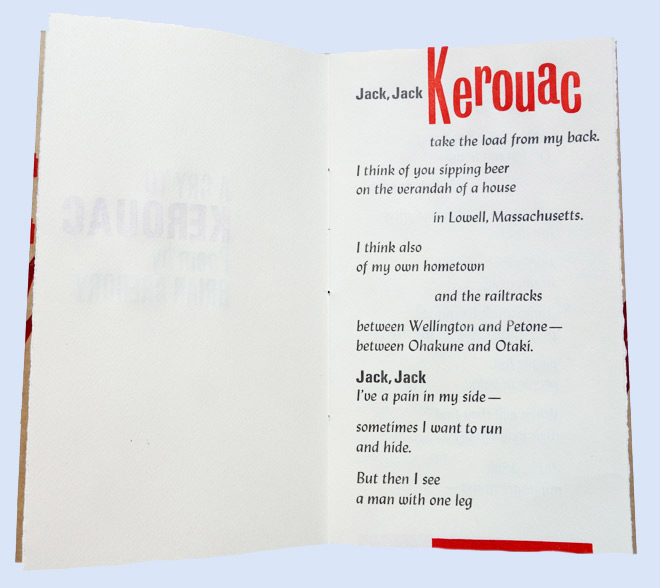 Jack, Jack Kerouac
take the load from my back.
I think of you sipping beer
on the verandah of a house
in Lowell, Massachusetts.
I think also
of my own hometown
and the railtracks
between Wellington and Petone—
between Ohakune and Otaki.
Jack, Jack
I've a pain in my side—
sometimes I want to run
and hide.
But then I see
a man with one leg